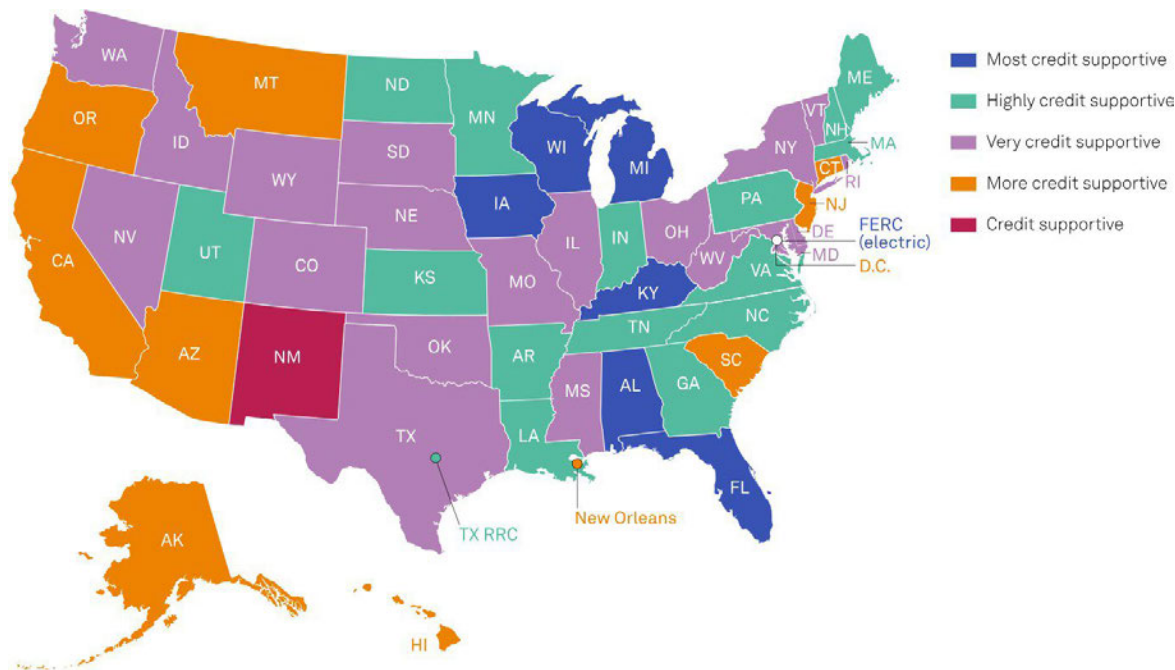 WA
MT
ND
MN
ME
VT
NH
MA
OR
ID
SD
WI
MI
NY
CT
RI
WY
IA
PA
NJ
NE
NV
UT
CO
IL
IN
OH
DE
FERC
(electric)
MD
WV
D.C.
VA
CA
KS
MO
KY
NC
TN
AZ
NM
OK
AR
SC
MS
AL
GA
TX
LA
FL
TX RRC
New Orleans
AK
HI
Most credit supportive
Highly credit supportive
Very credit supportive
More credit supportive
Credit supportive